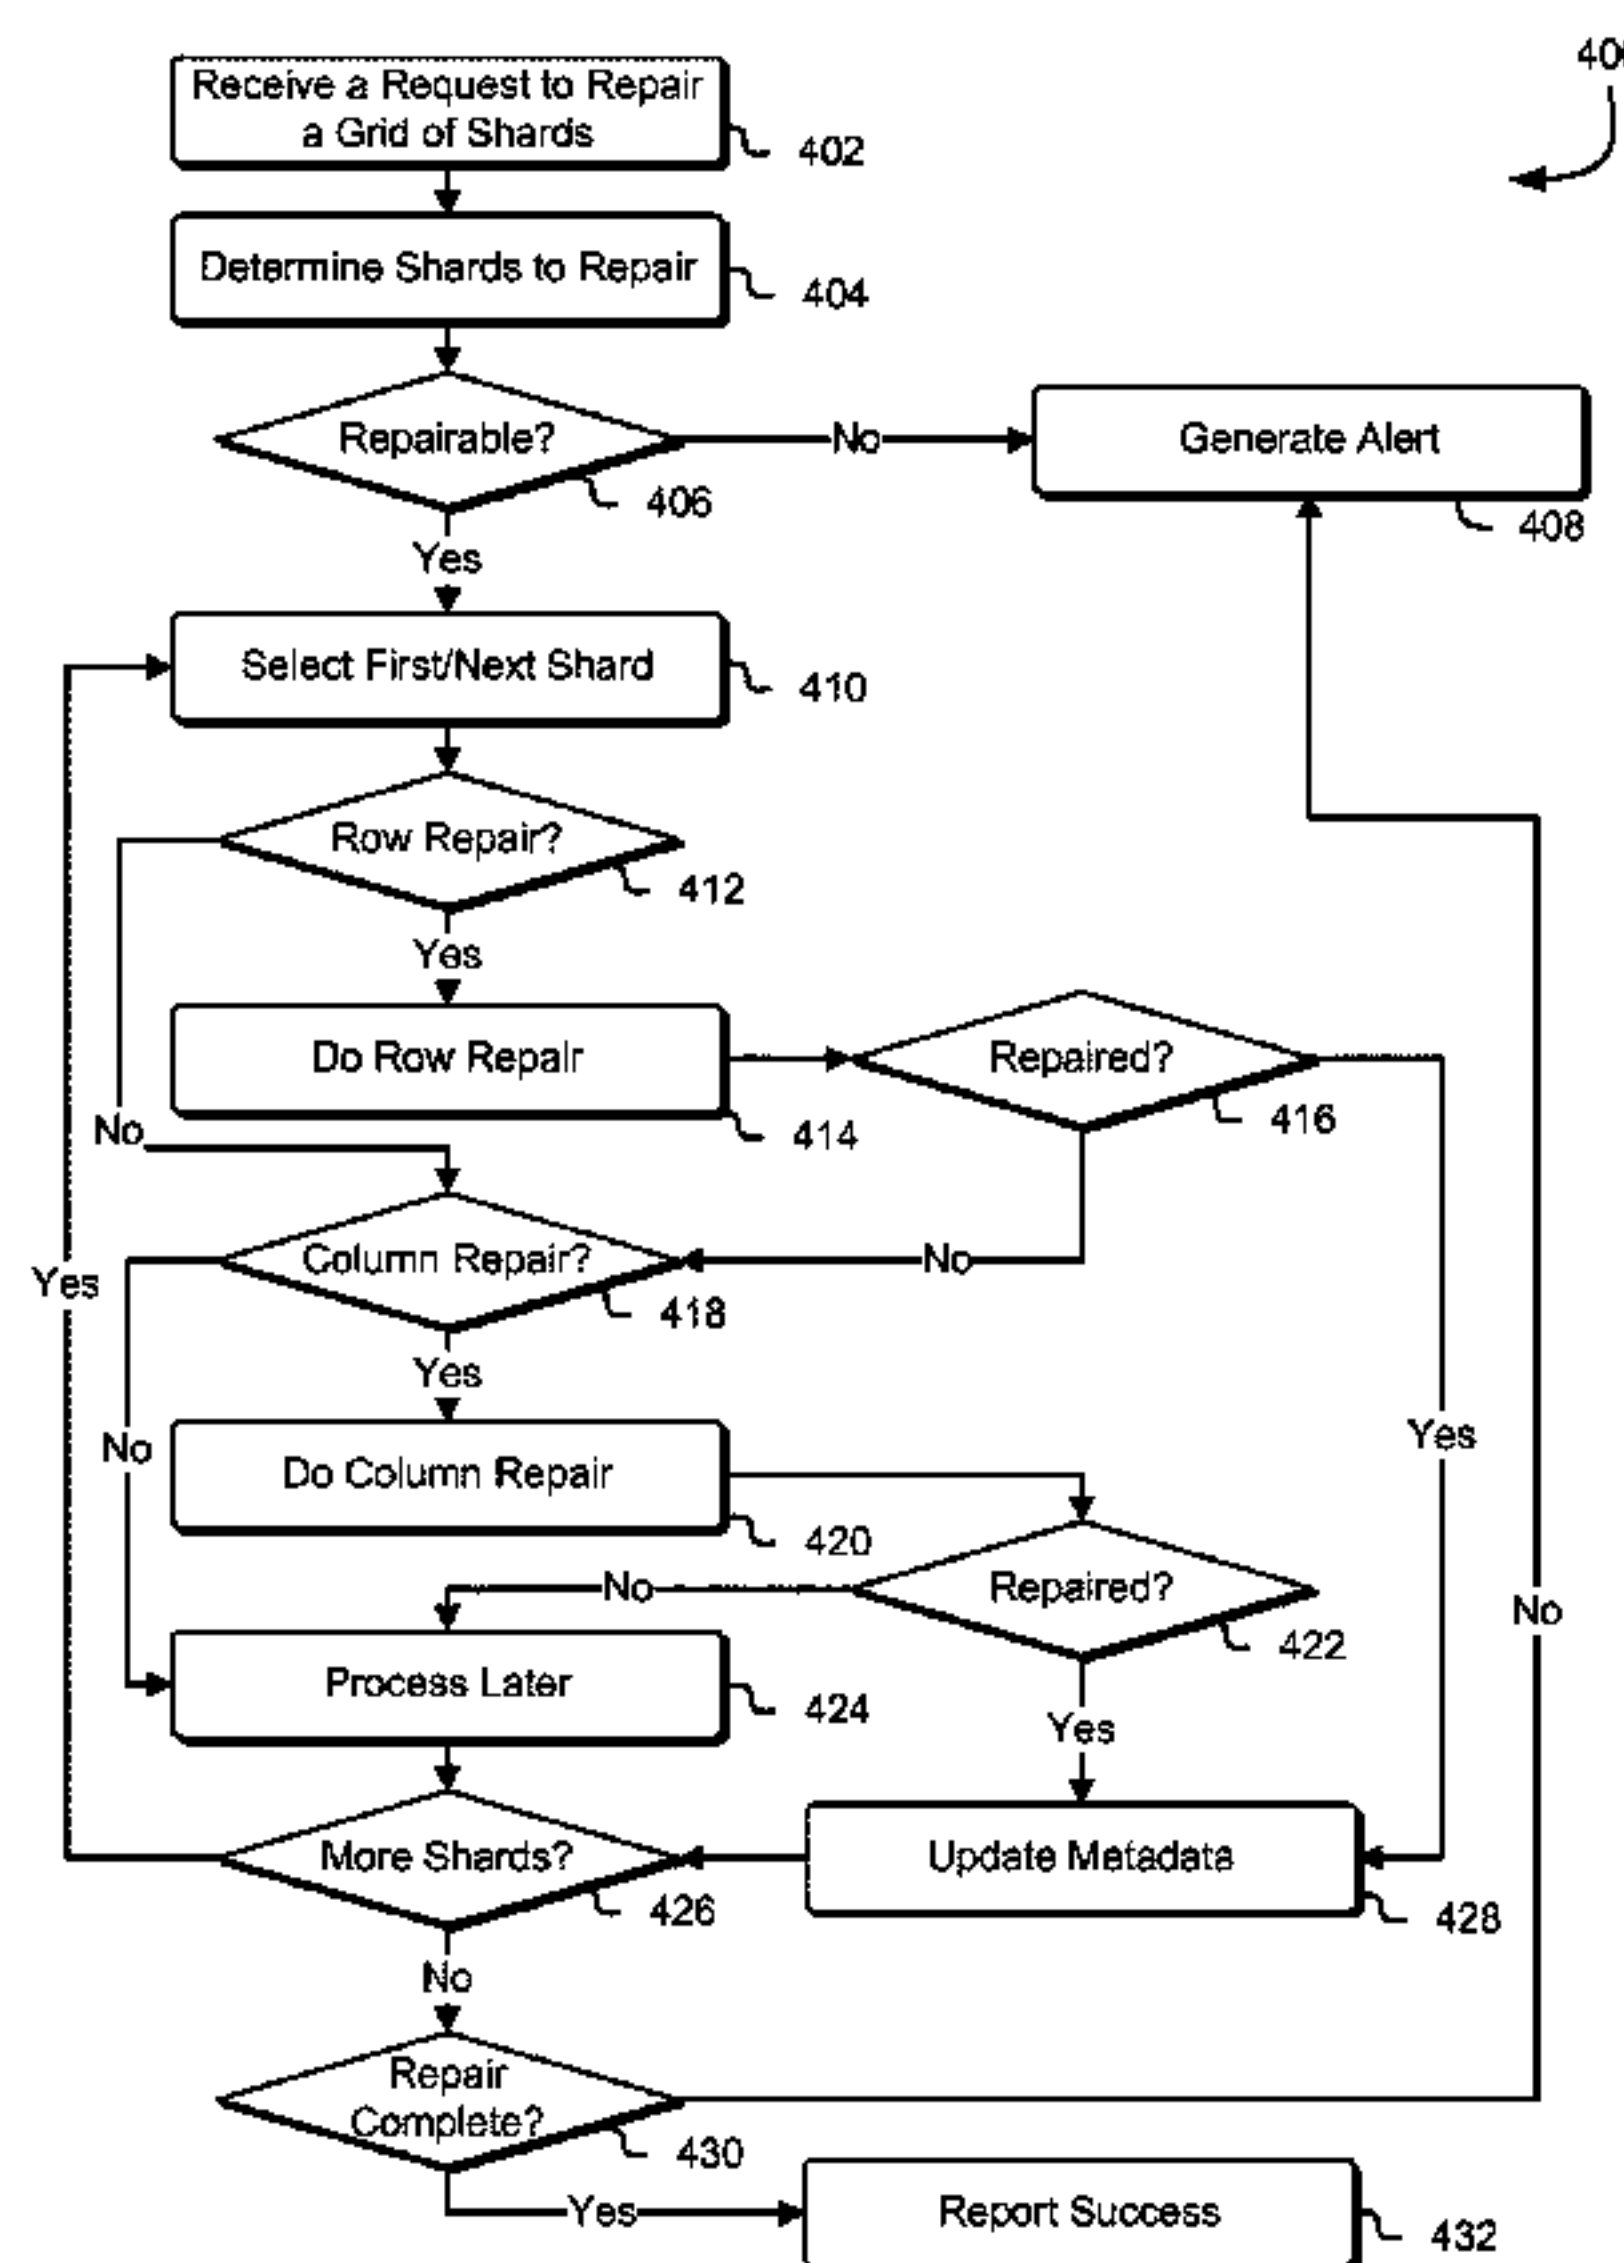 40
Receive a Request to Repair
a Grid of Shards
402
Determine Shards to Repair
404
Repairable?
No
Generate Alert
406
408
Yes
Select First/Next Shard
410
Row Repair?
412
Yes
Do Row Repair
Repaired?
416
No
414
Column Repair?
No
Yes
418
Yes
No
Yes
Do Column Repair
420
No
Repaired?
No
422
Process Later
424
Yes
More Shards?
Update Metadata
426
428
No
Repair
Complete?
430
Yes
Report Success
432